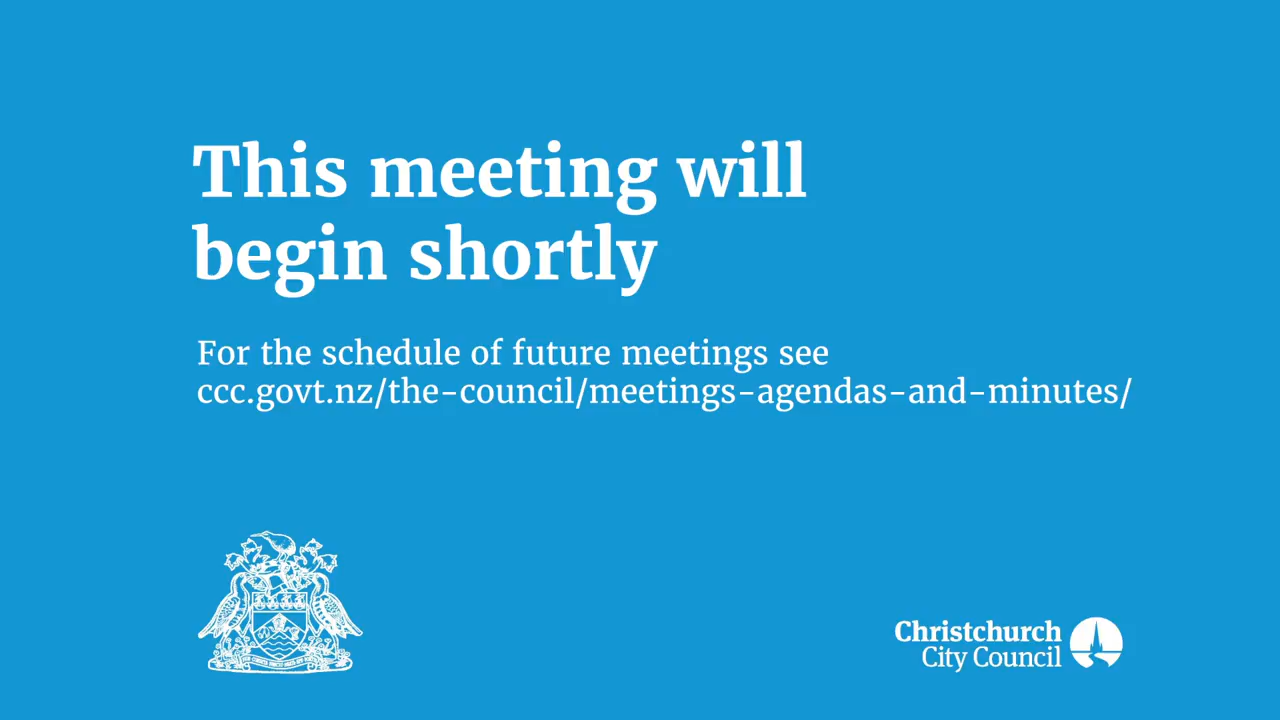 This meeting will
begin shortly
For the schedule of future meetings see
ccc.govt.nz/the-council/meetings-agendas-and-minutes/
Christchurch
City Council